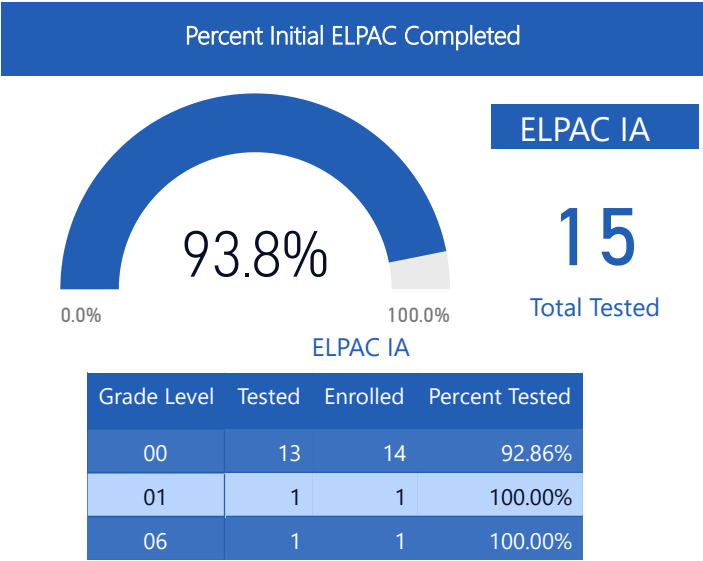 Percent Initial ELPAC Completed
ELPAC IA
93.8%
0.0%
100.0%
15
Total Tested
ELPAC IA
Grade Level Tested Enrolled Percent Tested
00 13 14 92.86%
01 1 1 100.00%
06 1 1 100.00%